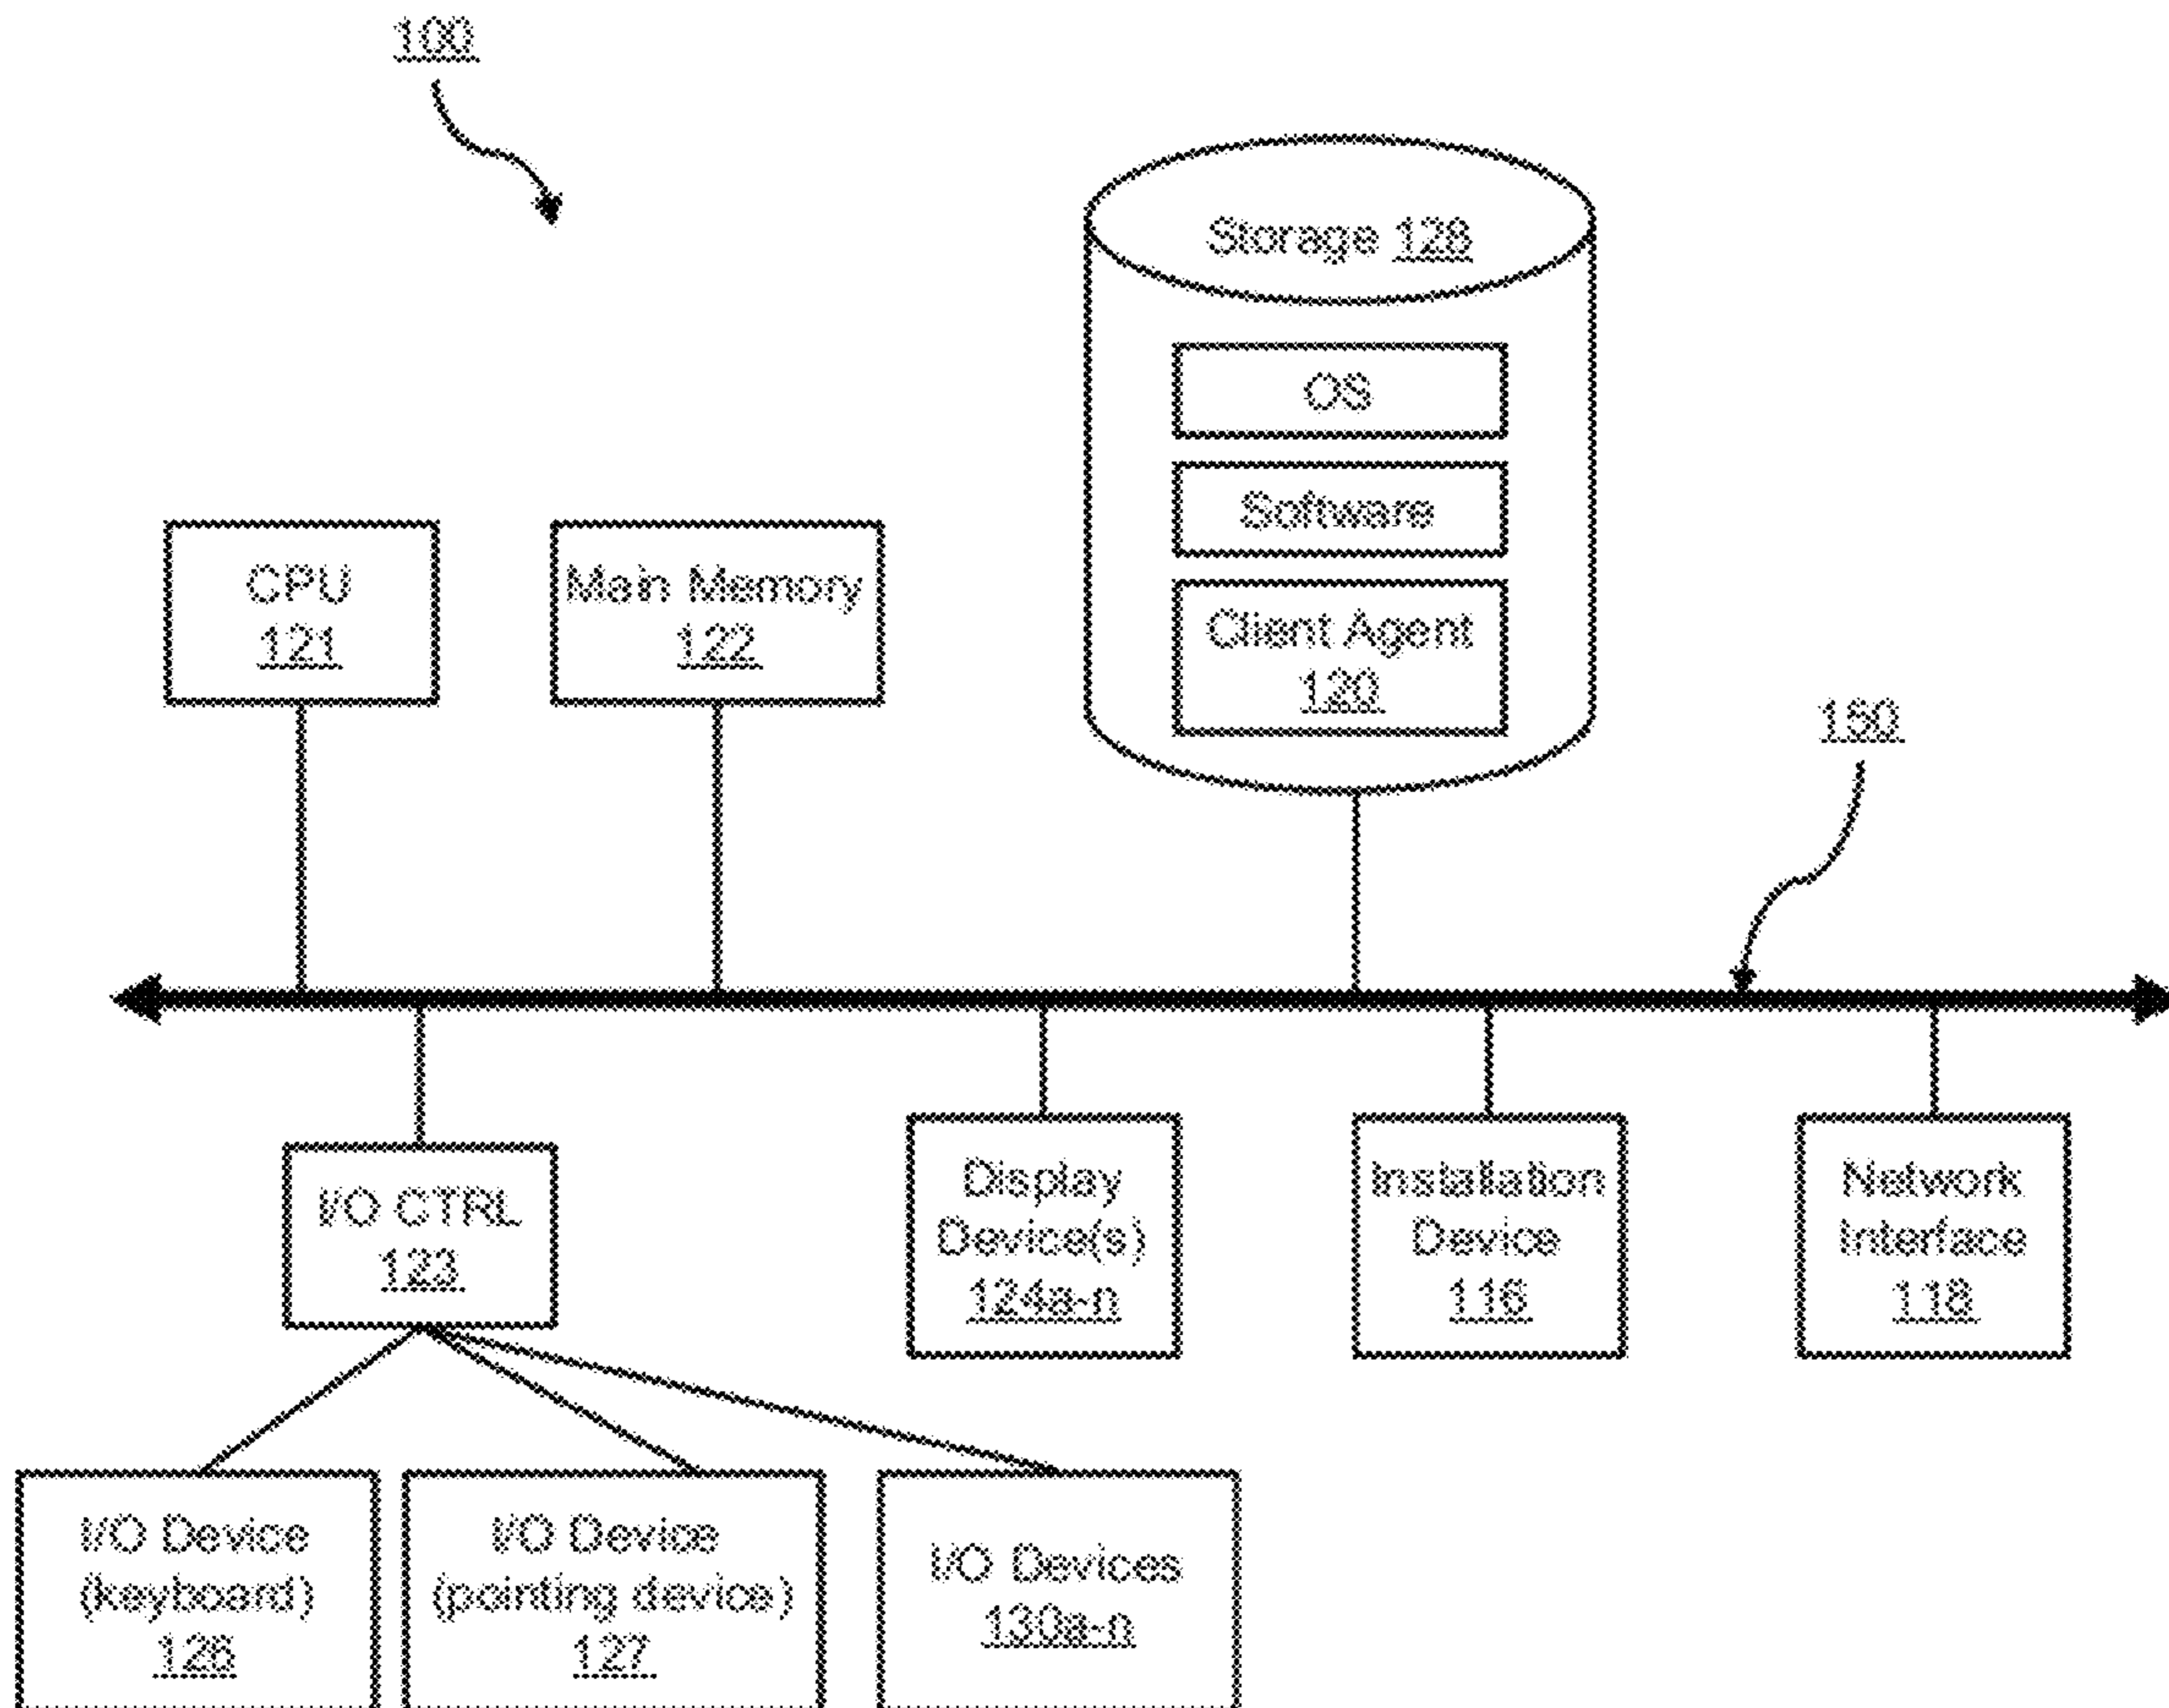 100
Storage 128
OS
Software
Client Agent
120
CPU
121
Main Memory
122
150
I/O CTRL
123
Display
Device(s)
124a-n
Installation
Device
116
Network
Interface
118
I/O Device
(keyboard)
126
I/O Device
(pointing device)
127
I/O Devices
130a-n